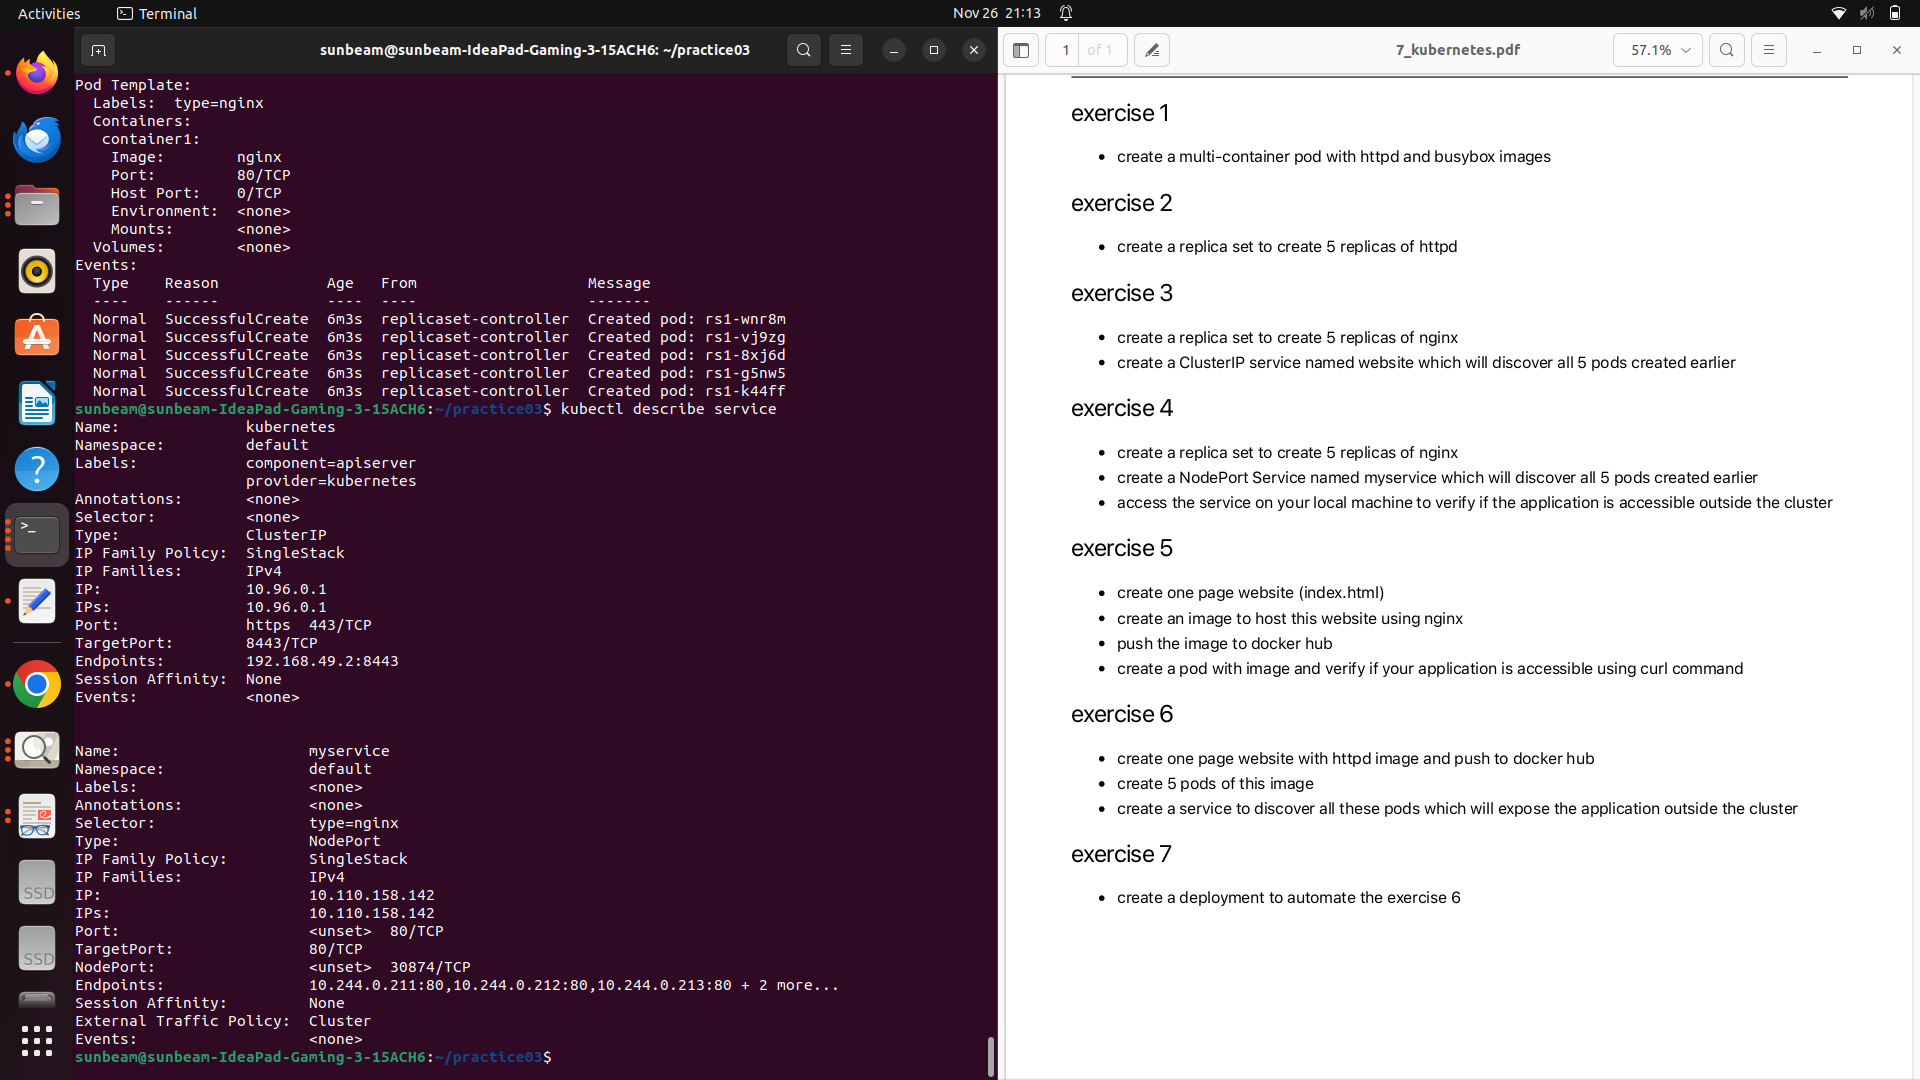 Activities
Terminal
Nov 26 21:13
sunbeam@sunbeam-IdeaPad-Gaming-3-15ACH6: ~/practice03
Pod Template:
Labels: type=nginx
Containers:
container1:
Image: nginx
Port: 80/TCP
Host Port: 0/TCP
Environment: <none>
Mounts: <none>
Volumes: <none>
Events:
Type Reason Age From Message
---- ------ ---- ---- -------
Normal SuccessfulCreate 6m3s replicaset-controller Created pod: rs1-wnr8m
Normal SuccessfulCreate 6m3s replicaset-controller Created pod: rs1-vj9zg
Normal SuccessfulCreate 6m3s replicaset-controller Created pod: rs1-8xj6d
Normal SuccessfulCreate 6m3s replicaset-controller Created pod: rs1-g5nw5
Normal SuccessfulCreate 6m3s replicaset-controller Created pod: rs1-k44ff
sunbeam@sunbeam-IdeaPad-Gaming-3-15ACH6:~/practice03$ kubectl describe service
Name: kubernetes
Namespace: default
Labels: component=apiserver
provider=kubernetes
Annotations: <none>
Selector: <none>
Type: ClusterIP
IP Family Policy: SingleStack
IP Families: IPv4
IP: 10.96.0.1
IPs: 10.96.0.1
Port: https 443/TCP
TargetPort: 8443/TCP
Endpoints: 192.168.49.2:8443
Session Affinity: None
Events: <none>
Name: myservice
Namespace: default
Labels: <none>
Annotations: <none>
Selector: type=nginx
Type: NodePort
IP Family Policy: SingleStack
IP Families: IPv4
IP: 10.110.158.142
IPs: 10.110.158.142
Port: <unset> 80/TCP
TargetPort: 80/TCP
NodePort: <unset> 30874/TCP
Endpoints: 10.244.0.211:80,10.244.0.212:80,10.244.0.213:80 + 2 more...
Session Affinity: None
External Traffic Policy: Cluster
Events: <none>
sunbeam@sunbeam-IdeaPad-Gaming-3-15ACH6:~/practice03$
SSD
SSD
1 of 1
7_kubernetes.pdf
57.1%
exercise 1
• create a multi-container pod with httpd and busybox images
exercise 2
• create a replica set to create 5 replicas of httpd
exercise 3
• create a replica set to create 5 replicas of nginx
• create a ClusterIP service named website which will discover all 5 pods created earlier
exercise 4
• create a replica set to create 5 replicas of nginx
• create a NodePort Service named myservice which will discover all 5 pods created earlier
• access the service on your local machine to verify if the application is accessible outside the cluster
exercise 5
• create one page website (index.html)
• create an image to host this website using nginx
• push the image to docker hub
• create a pod with image and verify if your application is accessible using curl command
exercise 6
• create one page website with httpd image and push to docker hub
• create 5 pods of this image
• create a service to discover all these pods which will expose the application outside the cluster
exercise 7
• create a deployment to automate the exercise 6